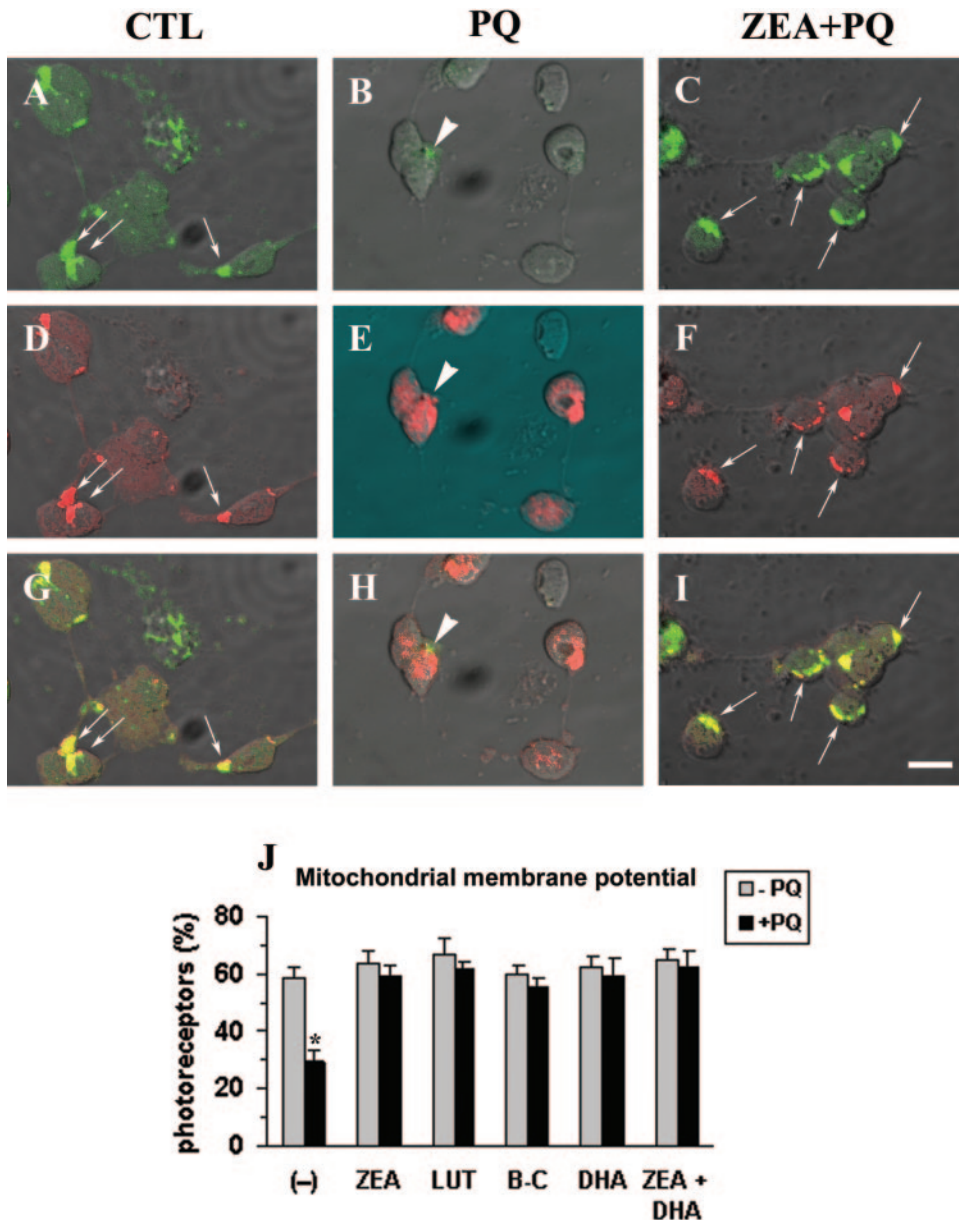 CTL PQ ZEA+PQ
A B C
D E F
G H I
J Mitochondrial membrane potential
- PQ
+PQ
photoreceptors (%)
80
60
40
20
0
*
(–) ZEA LUT B-C DHA ZEA +
DHA